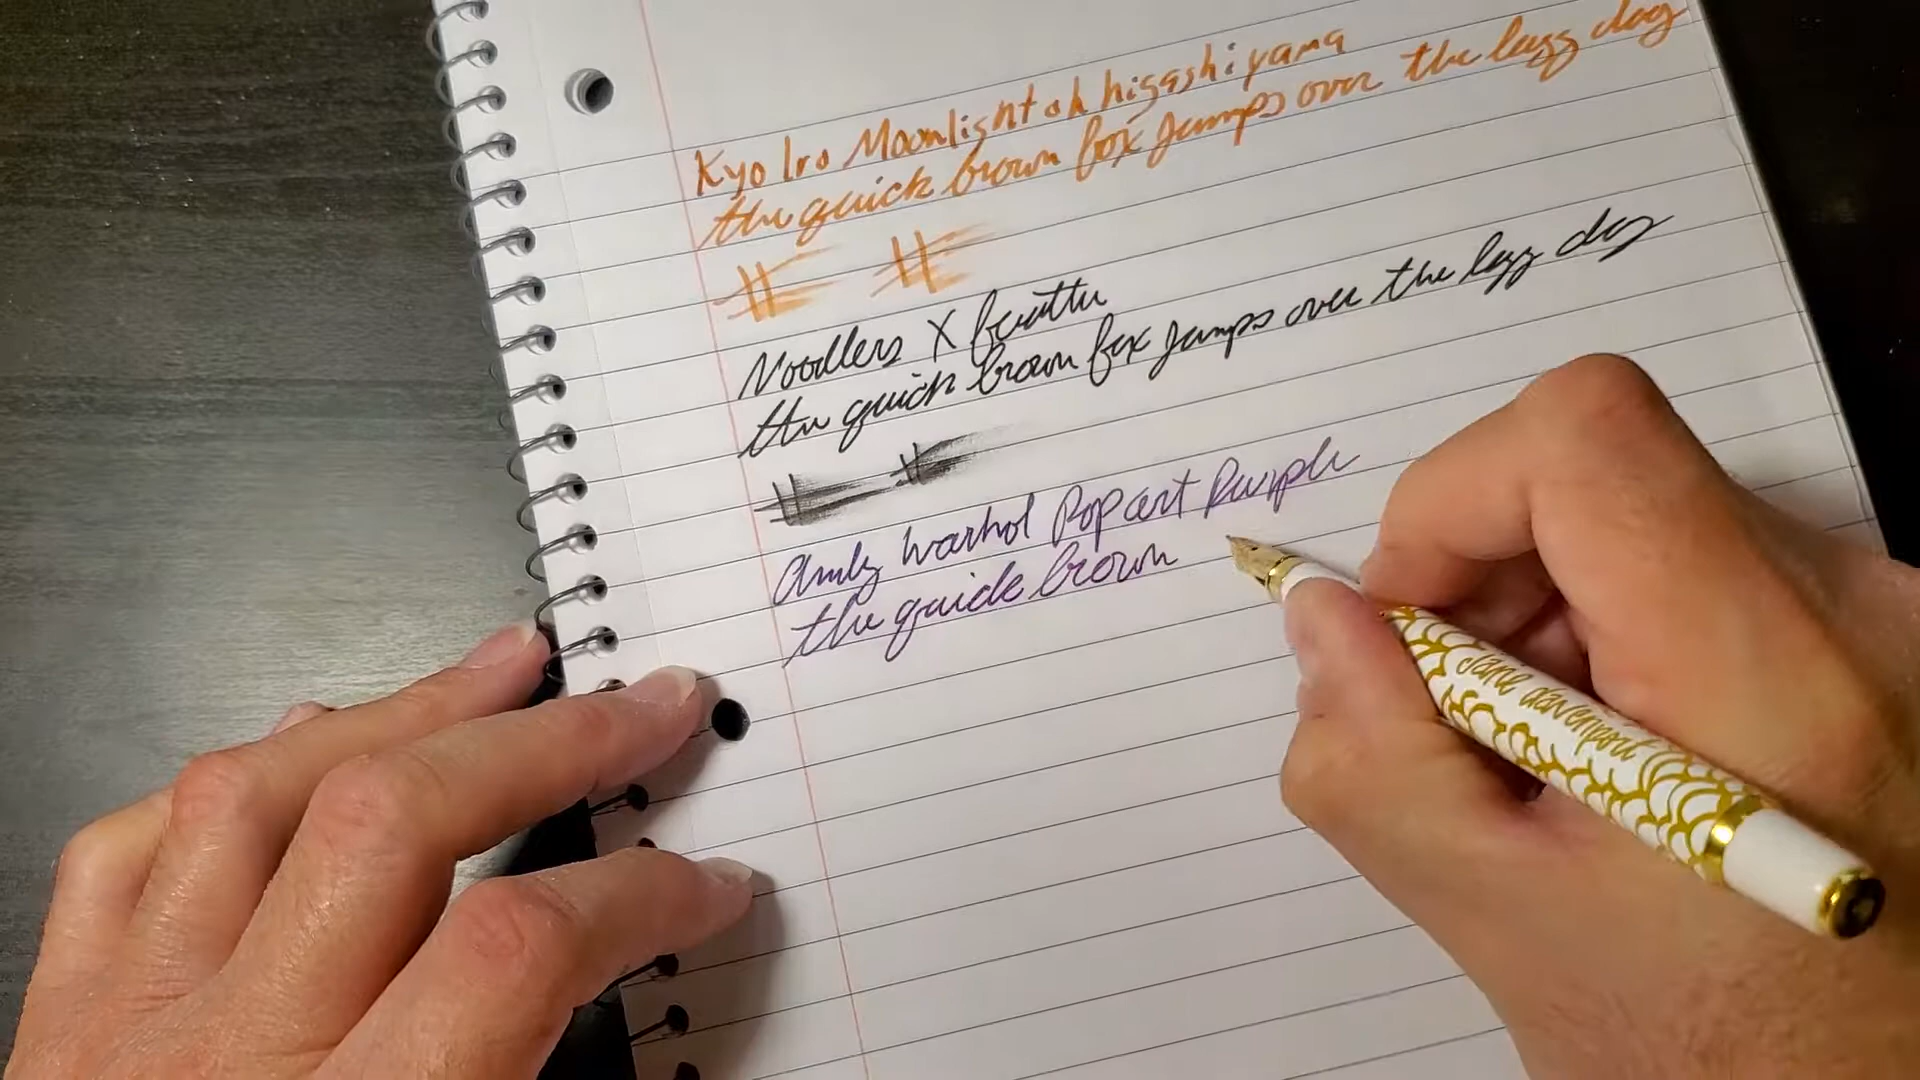 Kyo Iro Moonlight oh higashiyama
the quick brown fox jumps over the lazy dog
Noodlers X feather
the quick brown fox jumps over the lazy dog
Andy Warhol Pop art Purple
the quick brown
Jane davenport